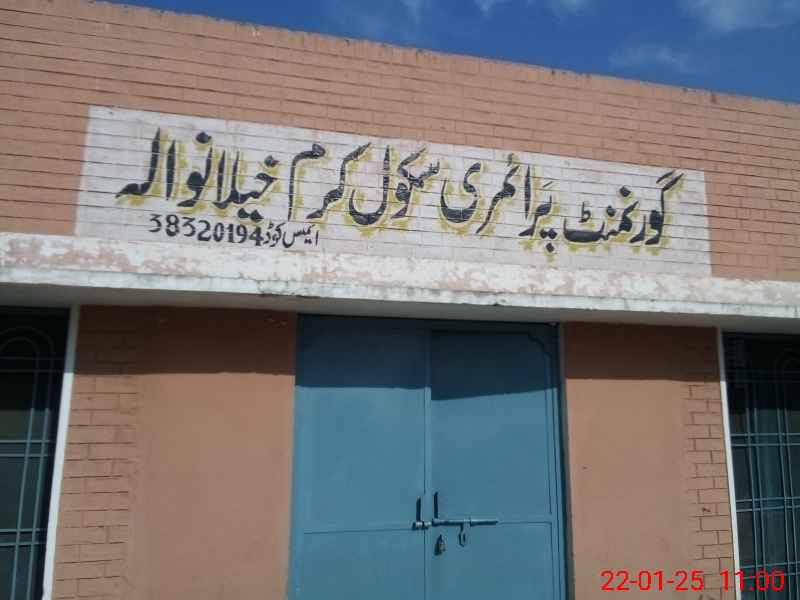 گورنمنٹ پرائمری سکول کرم خیلانوالہ
ایمس کوڈ 38320194
22-01-25 11:00